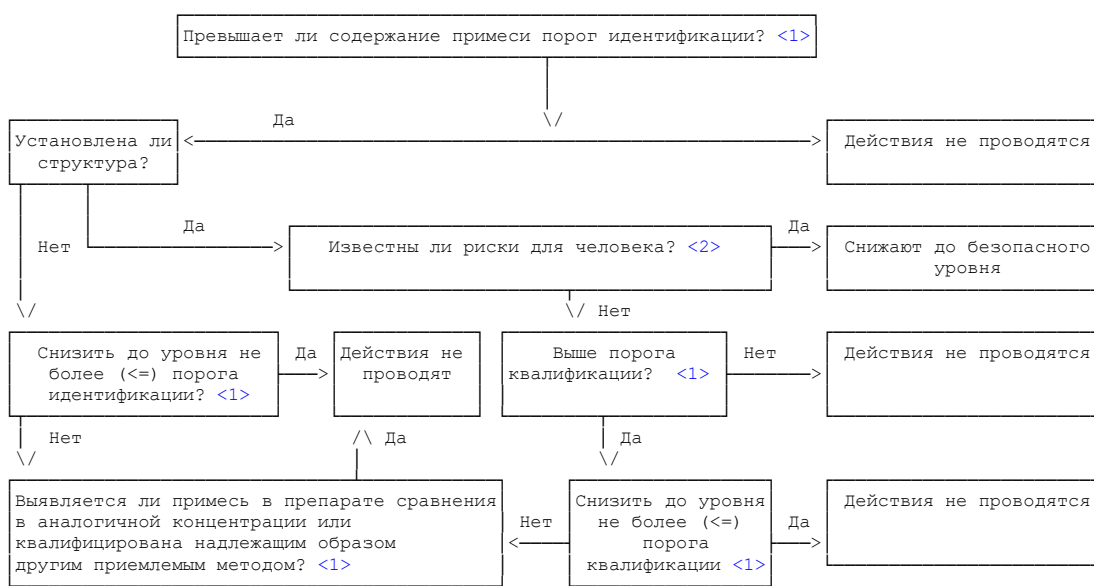 Превышает ли содержание примеси порог идентификации? <1>
Да
\/
Установлена ли
структура?
<
>
Действия не проводятся
Нет
Да
>
Известны ли риски для человека? <2>
Да
>
Снижают до безопасного
уровня
\/
\/ Нет
Снизить до уровня не
более (<=) порога
идентификации? <1>
Да
>
Действия не
проводят
Выше порога
квалификации? <1>
Нет
>
Действия не проводятся
Нет
\/
/\ Да
Да
\/
Выявляется ли примесь в препарате сравнения
в аналогичной концентрации или
квалифицирована надлежащим образом
другим приемлемым методом? <1>
Нет
<
Снизить до уровня
не более (<=)
порога
квалификации <1>
Да
>
Действия не проводятся